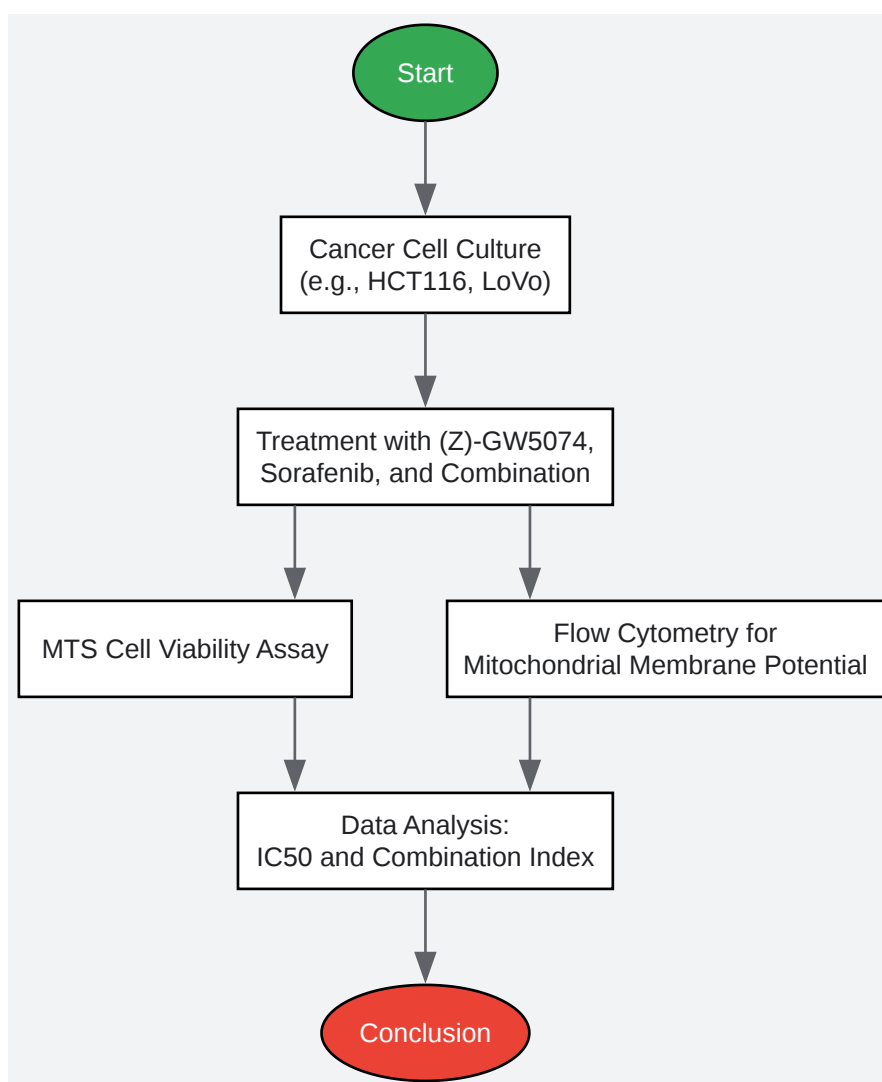 Start
Cancer Cell Culture
(e.g., HCT116, LoVo)
Treatment with (Z)-GW5074,
Sorafenib, and Combination
MTS Cell Viability Assay
Flow Cytometry for
Mitochondrial Membrane Potential
Data Analysis:
IC50 and Combination Index
Conclusion